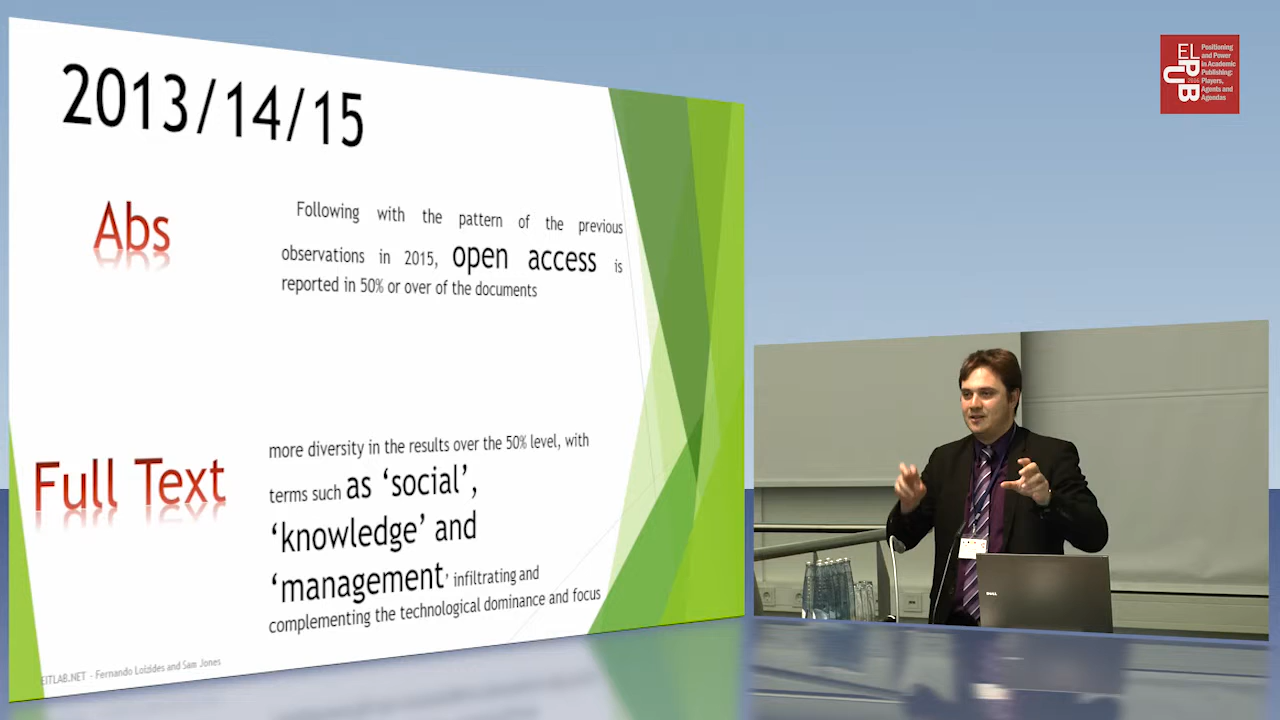 2013/14/15
Abs
Following with the pattern of the previous
observations in 2015, open access is
reported in 50% or over of the documents
Full Text
more diversity in the results over the 50% level, with
terms such as ‘social’,
‘knowledge’ and
‘management’ infiltrating and
complementing the technological dominance and focus
EITLAB.NET - Fernando Loizides and Sam Jones
ELPUB
2016
Positioning
and Power
in Academic
Publishing:
Players,
Agents and
Agendas
DELL